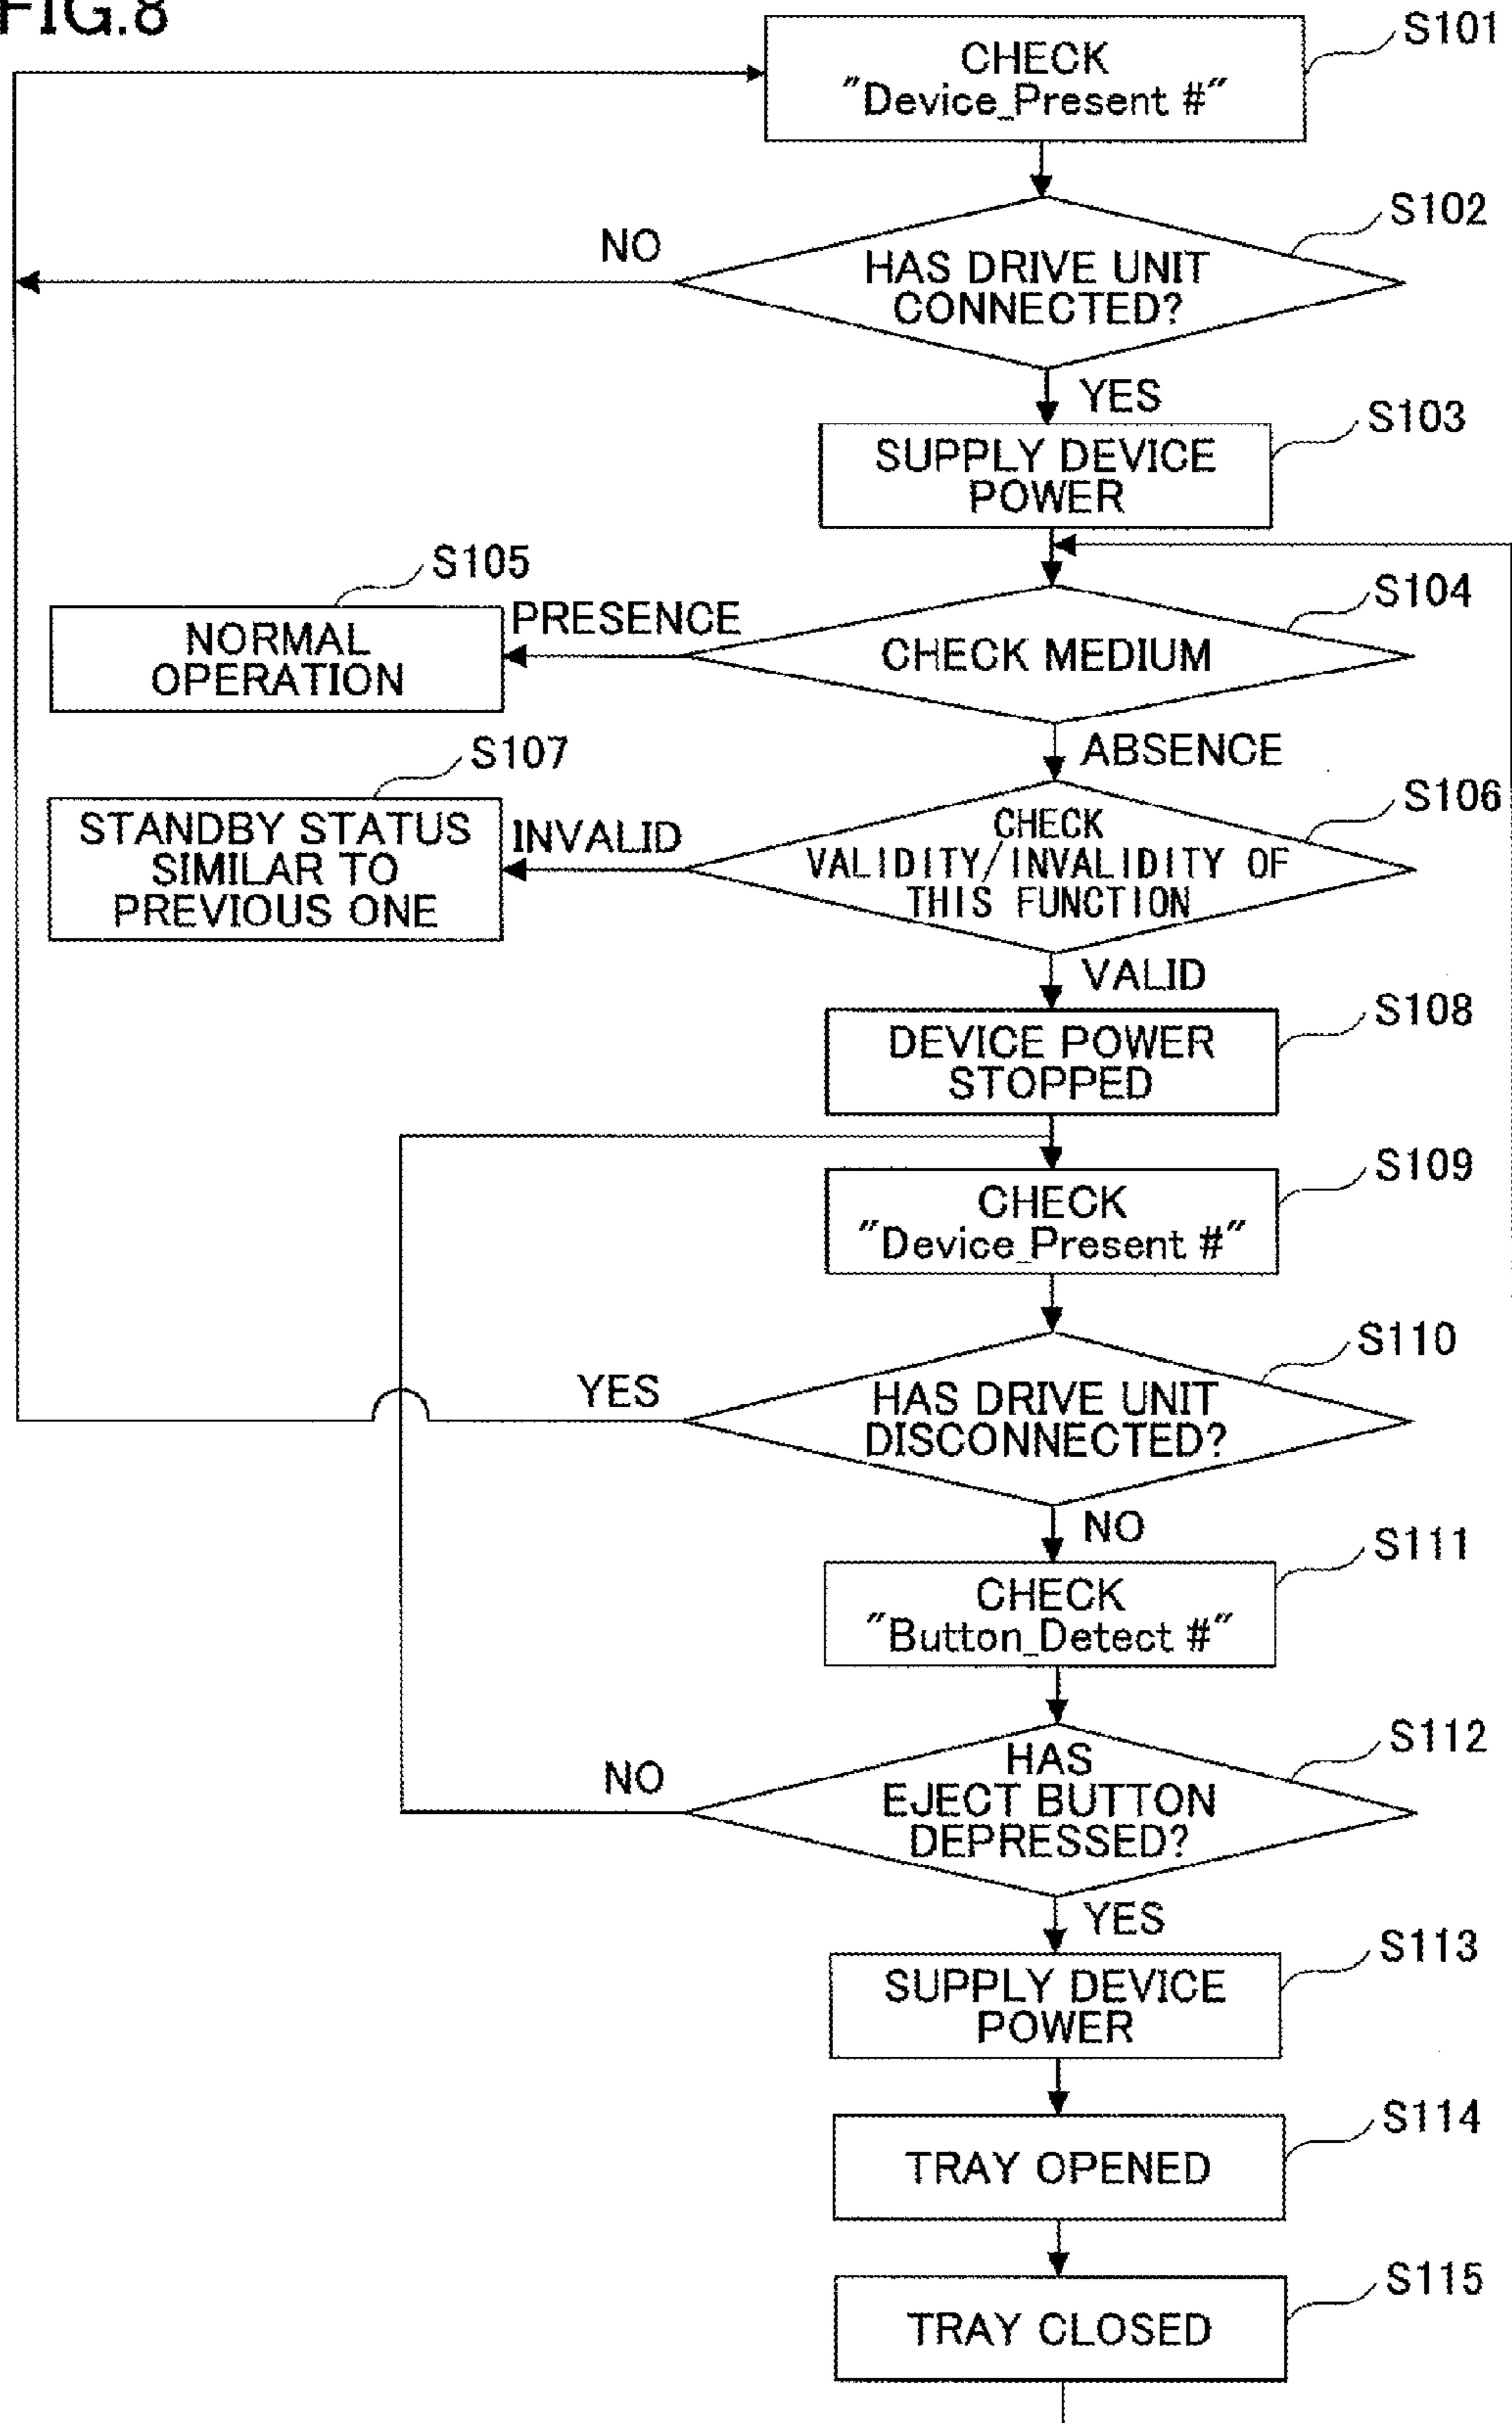 FIG.8
CHECK
"Device_Present #"
S101
HAS DRIVE UNIT
CONNECTED?
S102
NO
YES
SUPPLY DEVICE
POWER
S103
CHECK MEDIUM
S104
PRESENCE
NORMAL
OPERATION
S105
ABSENCE
CHECK
VALIDITY/INVALIDITY OF
THIS FUNCTION
S106
INVALID
STANDBY STATUS
SIMILAR TO
PREVIOUS ONE
S107
VALID
DEVICE POWER
STOPPED
S108
CHECK
"Device_Present #"
S109
HAS DRIVE UNIT
DISCONNECTED?
S110
YES
NO
CHECK
"Button_Detect #"
S111
HAS
EJECT BUTTON
DEPRESSED?
S112
NO
YES
SUPPLY DEVICE
POWER
S113
TRAY OPENED
S114
TRAY CLOSED
S115